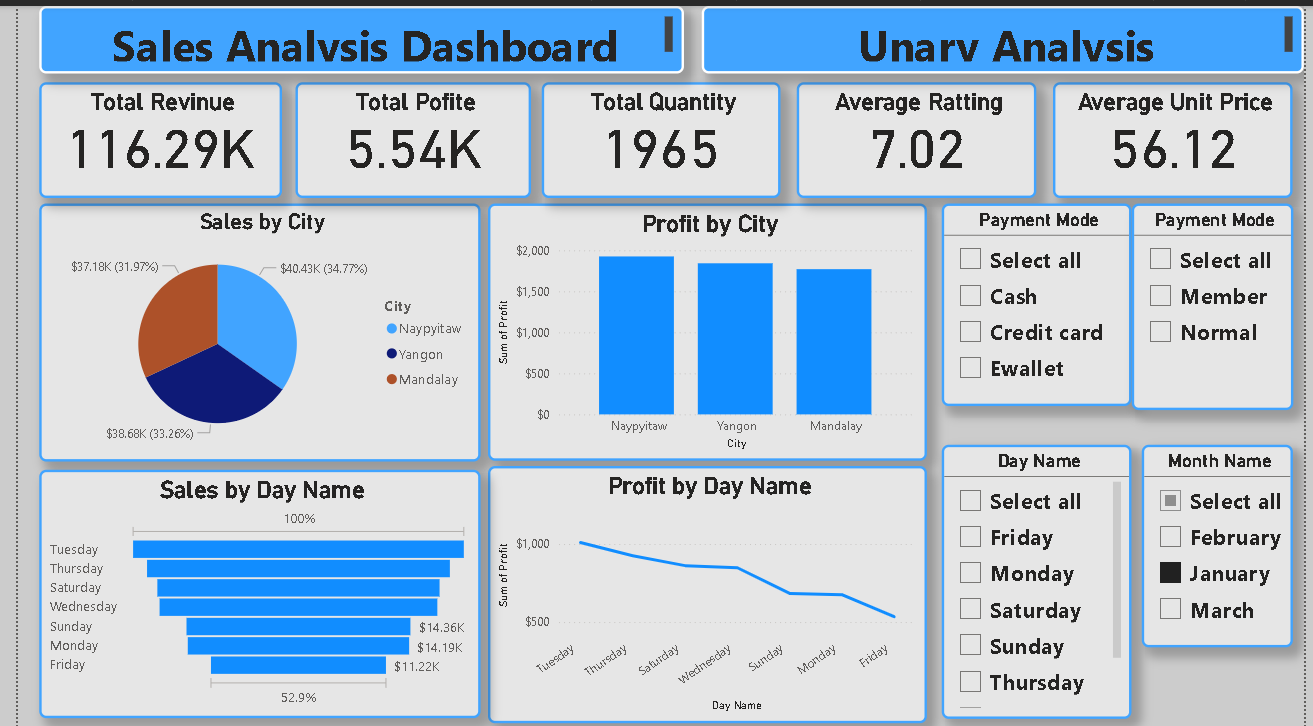 Sales Analysis Dashboard
Unary Analysis
Total Revinue
116.29K
Total Pofite
5.54K
Total Quantity
1965
Average Ratting
7.02
Average Unit Price
56.12
Sales by City
$37.18K (31.97%)
$40.43K (34.77%)
$38.68K (33.26%)
City
Naypyitaw
Yangon
Mandalay
Profit by City
Sum of Profit
$2,000
$1,500
$1,000
$500
$0
Naypyitaw Yangon Mandalay
City
Payment Mode
Select all
Cash
Credit card
Ewallet
Payment Mode
Select all
Member
Normal
Sales by Day Name
100%
Tuesday
Thursday
Saturday
Wednesday
Sunday $14.36K
Monday $14.19K
Friday $11.22K
52.9%
Profit by Day Name
Sum of Profit
$1,000
$500
Tuesday Thursday Saturday Wednesday Sunday Monday Friday
Day Name
Day Name
Select all
Friday
Monday
Saturday
Sunday
Thursday
Month Name
Select all
February
January
March